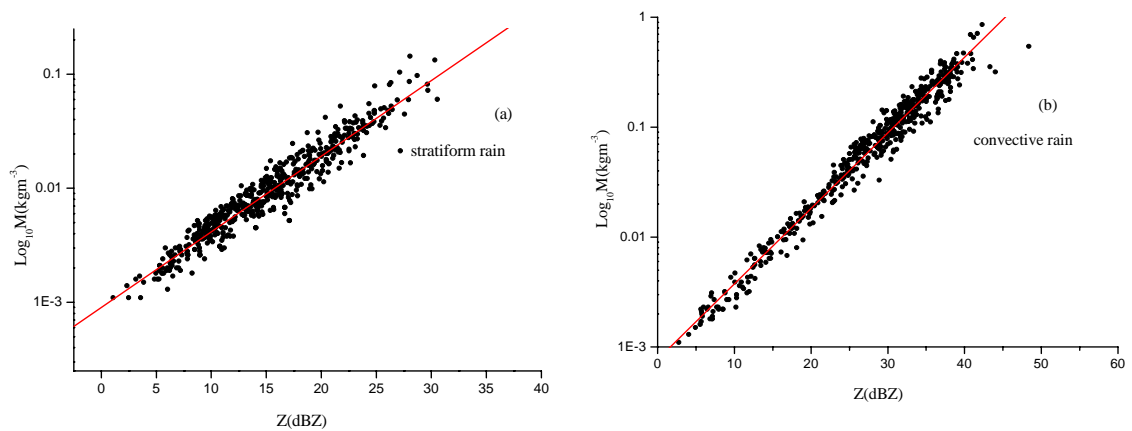 0.1
0.01
1E-3
0
5
10
15
20
25
30
35
40
Z(dBZ)
Log₁₀M(kgm⁻³)
(a)
stratiform rain
1
0.1
0.01
1E-3
0
10
20
30
40
50
60
Z(dBZ)
Log₁₀M(kgm⁻³)
(b)
convective rain